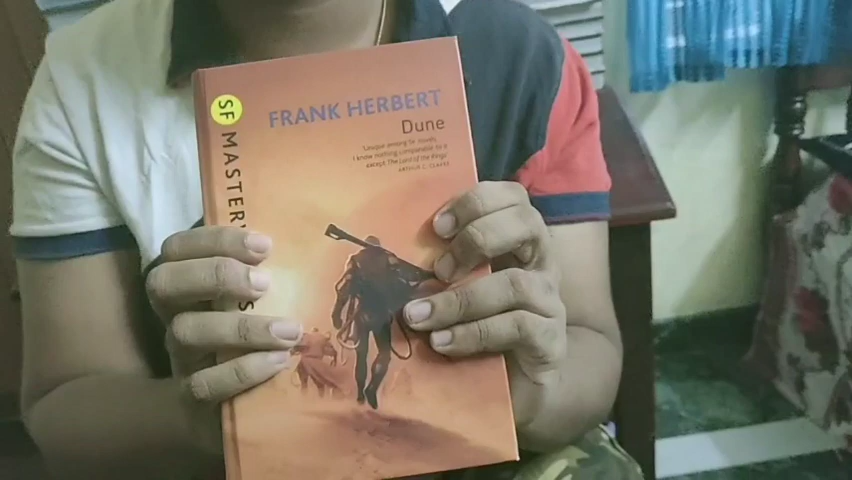 SF
MASTER
S
FRANK HERBERT
Dune
'Unique among SF novels
I know nothing comparable to it
except The Lord of the Rings'
ARTHUR C. CLARKE